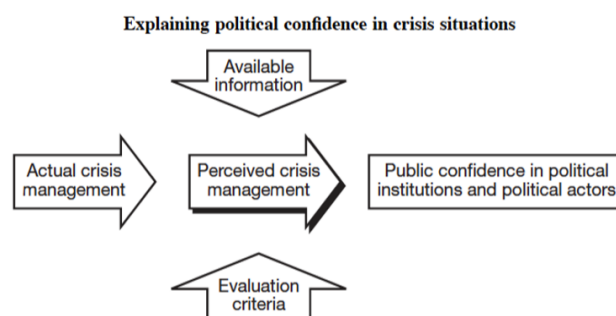 Explaining political confidence in crisis situations
Available
information
Actual crisis
management
Perceived crisis
management
Public confidence in political
institutions and political actors
Evaluation
criteria